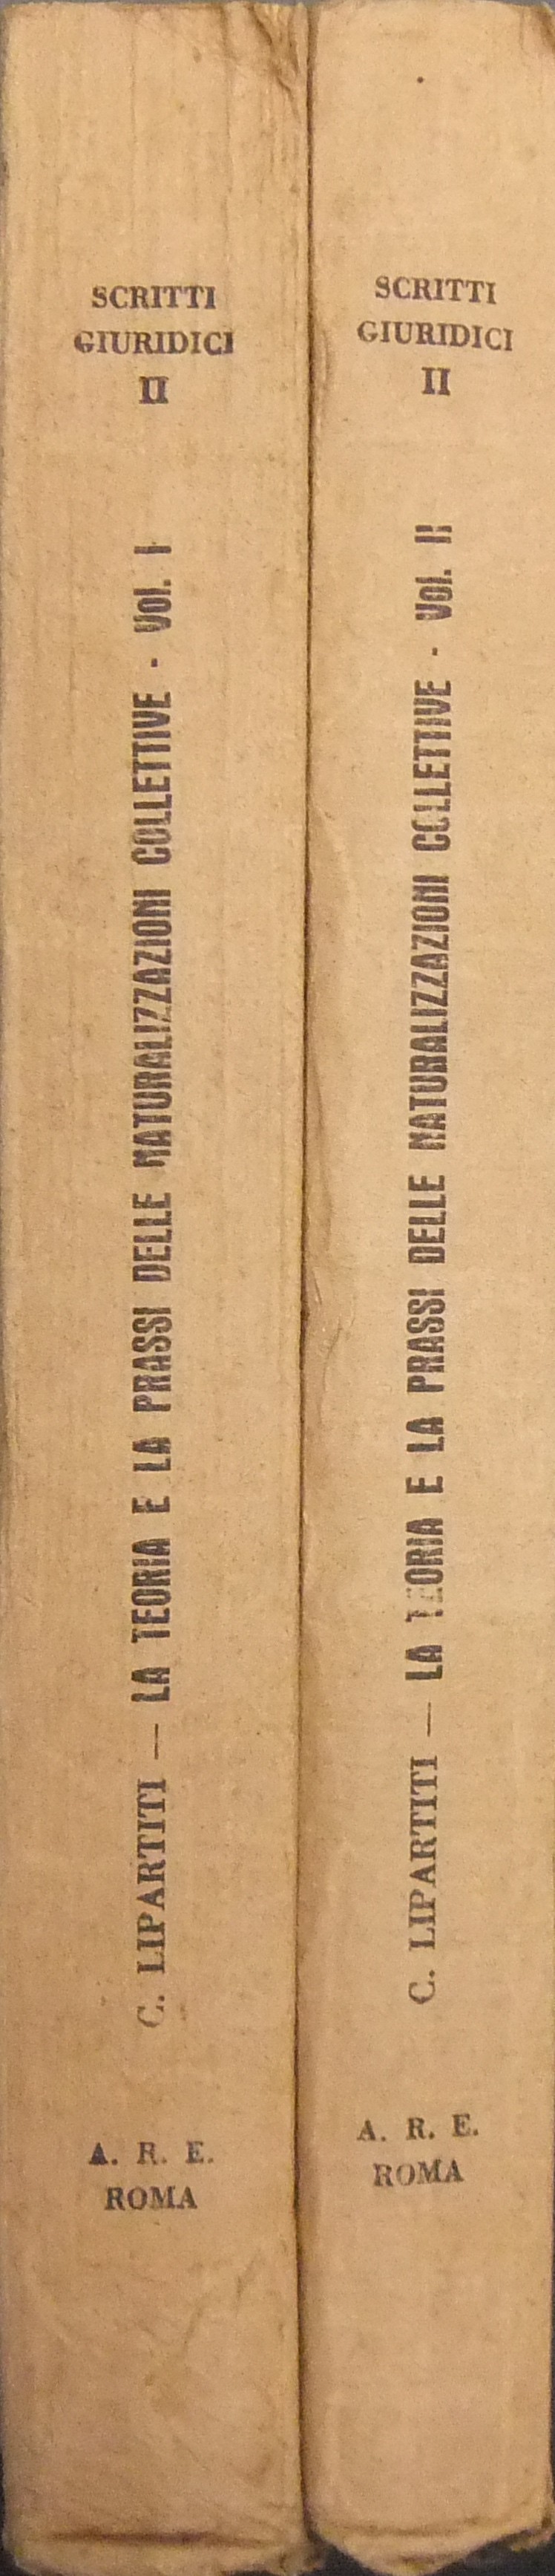 SCRITTI
GIURIDICI
II
C. LIPARTITI — LA TEORIA E LA PRASSI DELLE NATURALIZZAZIONI COLLETTIVE - Vol. I
A. R. E.
ROMA
SCRITTI
GIURIDICI
II
C. LIPARTITI — LA TEORIA E LA PRASSI DELLE NATURALIZZAZIONI COLLETTIVE - Vol. II
A. R. E.
ROMA